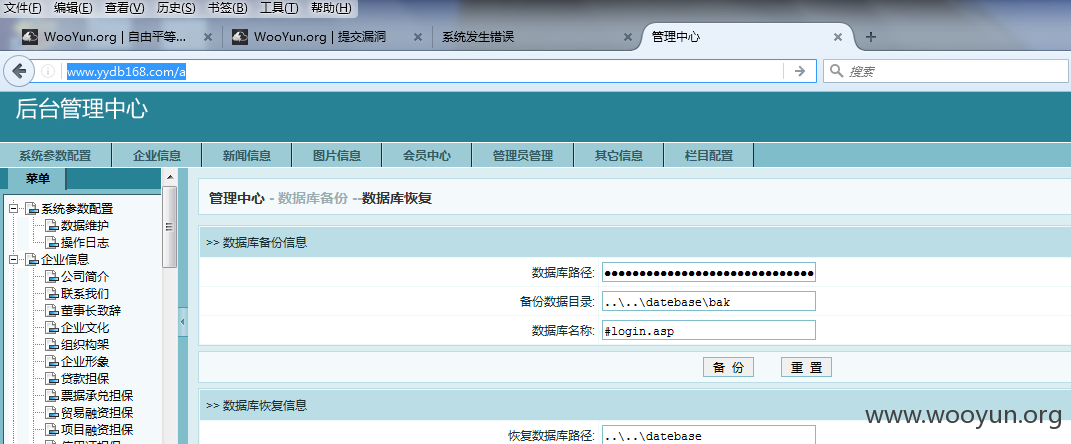 文件(F) 编辑(E) 查看(V) 历史(S) 书签(B) 工具(T) 帮助(H)
WooYun.org | 自由平等... × WooYun.org | 提交漏洞 × 系统发生错误 × 管理中心 × +
www.yydb168.com/a 搜索
后台管理中心
系统参数配置 企业信息 新闻信息 图片信息 会员中心 管理员管理 其它信息 栏目配置
菜单
系统参数配置
数据维护
操作日志
企业信息
公司简介
联系我们
董事长致辞
企业文化
组织构架
企业形象
贷款担保
票据承兑担保
贸易融资担保
项目融资担保
管理中心 - 数据库备份 --数据库恢复
>> 数据库备份信息
数据库路径: ●●●●●●●●●●●●●●●●●●●●●●●●●●●●●●
备份数据目录: ..\..\datebase\bak
数据库名称: #login.asp
备 份 重 置
>> 数据库恢复信息
恢复数据库路径: ..\..\datebase
www.wooyun.org